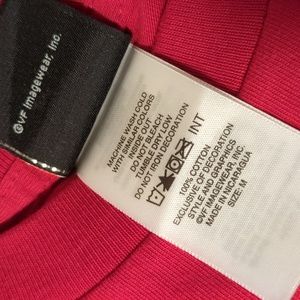 ©VF Imagewear, Inc.
MACHINE WASH COLD
WITH SIMILAR COLORS
INSIDE OUT
DO NOT BLEACH
TUMBLE DRY LOW
DO NOT IRON DECORATION
INT
100% COTTON
EXCLUSIVE OF DECORATION
STYLE AND GRAPHICS
©VF IMAGEWEAR, INC.
MADE IN NICARAGUA
SIZE: M